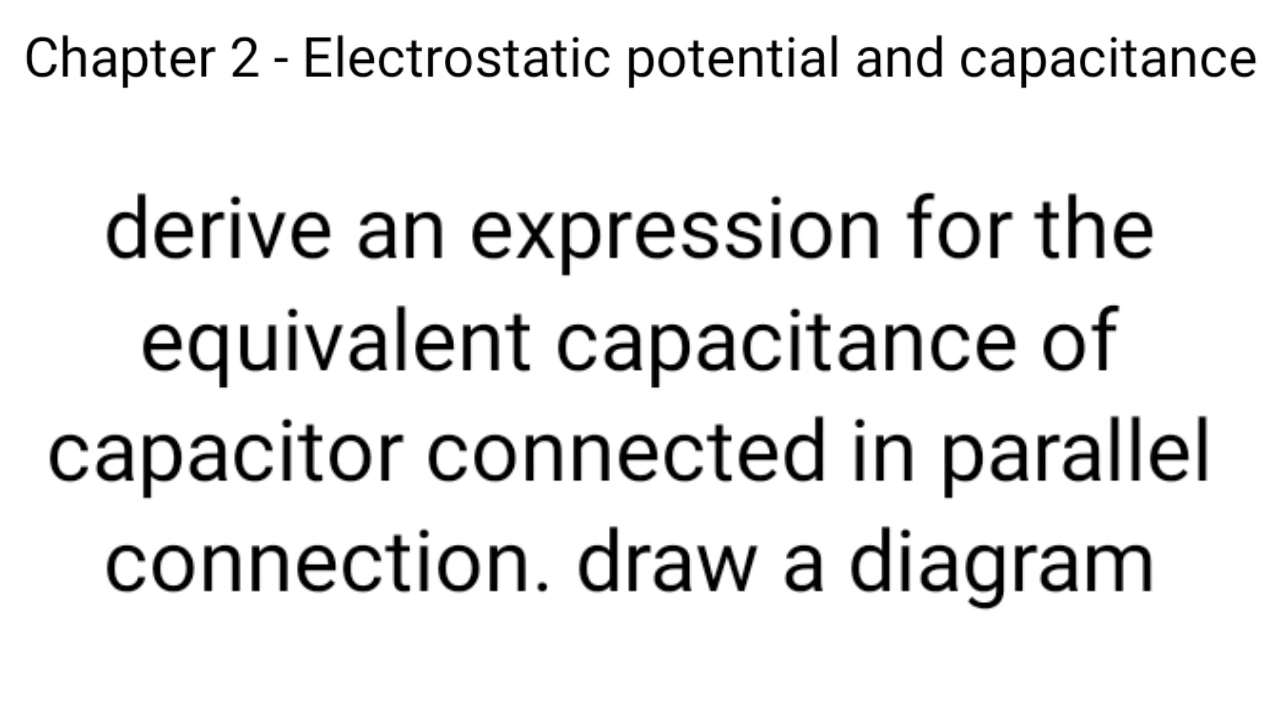 Chapter 2 - Electrostatic potential and capacitance
derive an expression for the
equivalent capacitance of
capacitor connected in parallel
connection. draw a diagram